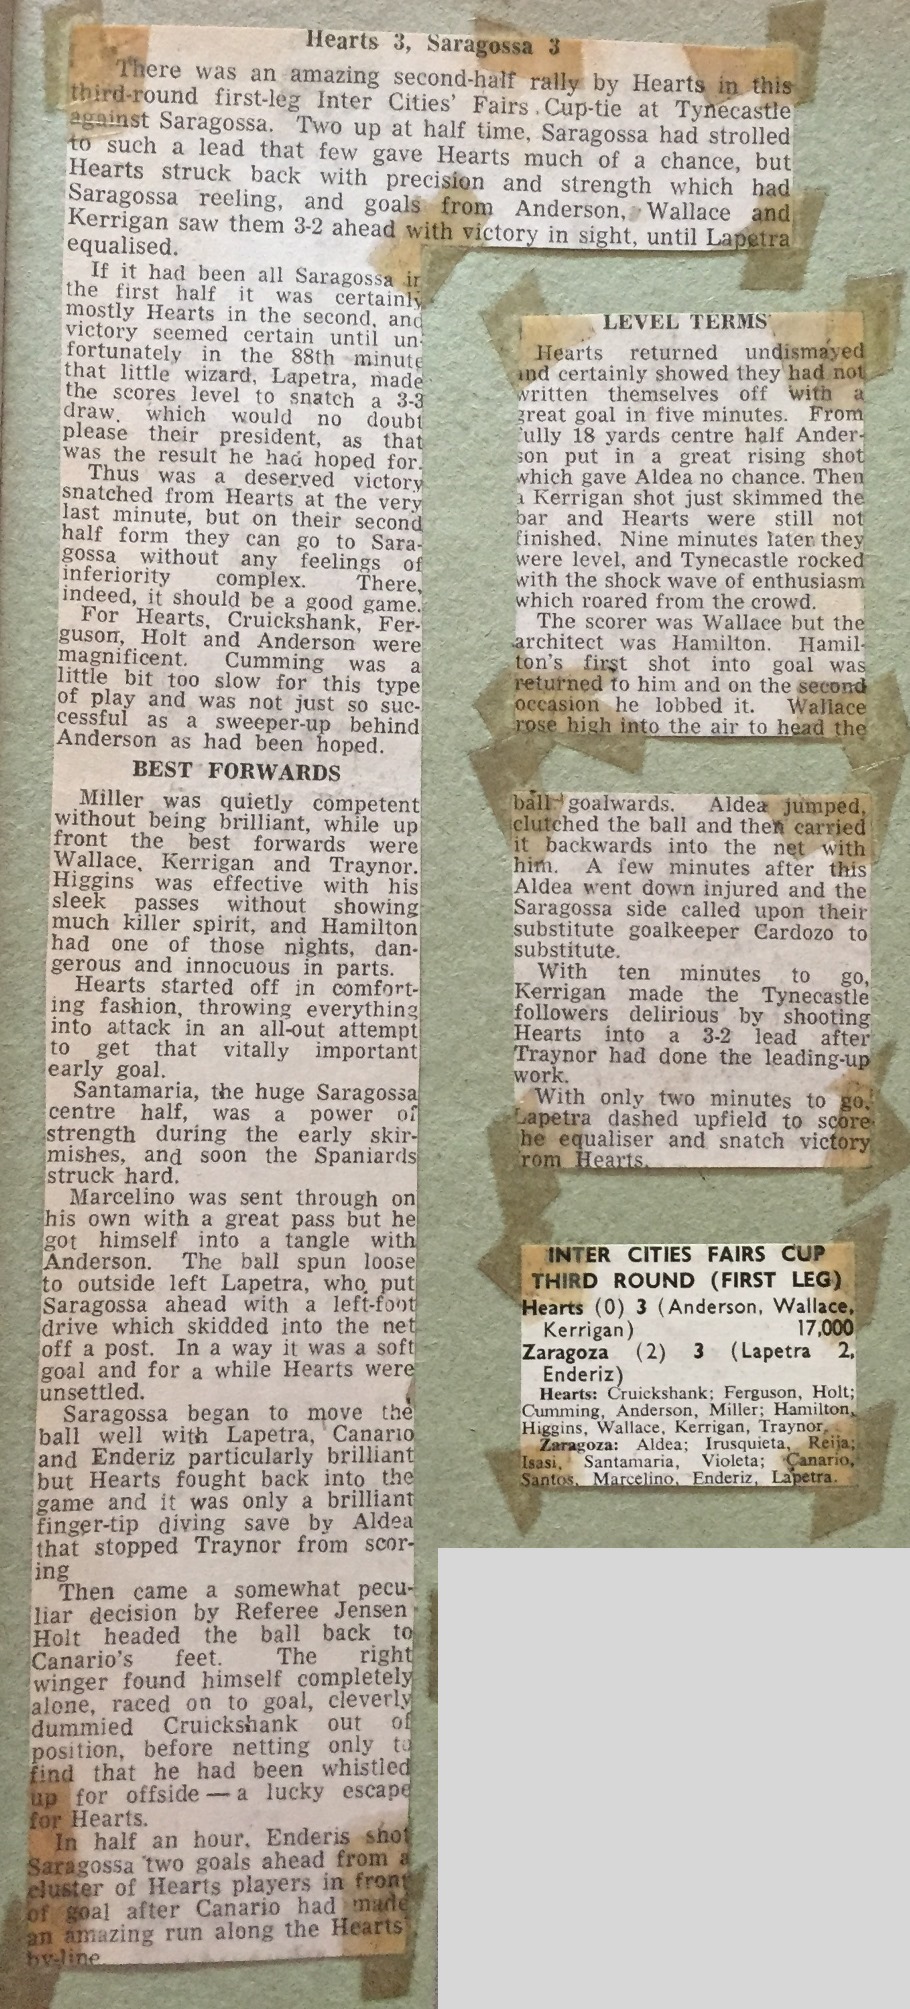 Hearts 3, Saragossa 3
There was an amazing second-half rally by Hearts in this
third-round first-leg Inter Cities' Fairs Cup-tie at Tynecastle
against Saragossa. Two up at half time, Saragossa had strolled
to such a lead that few gave Hearts much of a chance, but
Hearts struck back with precision and strength which had
Saragossa reeling, and goals from Anderson, Wallace and
Kerrigan saw them 3-2 ahead with victory in sight, until Lapetra
equalised.
If it had been all Saragossa in
the first half it was certainly
mostly Hearts in the second, and
victory seemed certain until un-
fortunately in the 88th minute
that little wizard, Lapetra, made
the scores level to snatch a 3-3
draw, which would no doubt
please their president, as that
was the result he had hoped for.
Thus was a deserved victory
snatched from Hearts at the very
last minute, but on their second
half form they can go to Sara-
gossa without any feelings of
inferiority complex. There,
indeed, it should be a good game.
For Hearts, Cruickshank, Fer-
guson, Holt and Anderson were
magnificent. Cumming was a
little bit too slow for this type
of play and was not just so suc-
cessful as a sweeper-up behind
Anderson as had been hoped.
BEST FORWARDS
Miller was quietly competent
without being brilliant, while up
front the best forwards were
Wallace, Kerrigan and Traynor.
Higgins was effective with his
sleek passes without showing
much killer spirit, and Hamilton
had one of those nights, dan-
gerous and innocuous in parts.
Hearts started off in comfort-
ing fashion, throwing everything
into attack in an all-out attempt
to get that vitally important
early goal.
Santamaria, the huge Saragossa
centre half, was a power of
strength during the early skir-
mishes, and soon the Spaniards
struck hard.
Marcelino was sent through on
his own with a great pass but he
got himself into a tangle with
Anderson. The ball spun loose
to outside left Lapetra, who put
Saragossa ahead with a left-foot
drive which skidded into the net
off a post. In a way it was a soft
goal and for a while Hearts were
unsettled.
Saragossa began to move the
ball well with Lapetra, Canario
and Enderiz particularly brilliant
but Hearts fought back into the
game and it was only a brilliant
finger-tip diving save by Aldea
that stopped Traynor from scor-
ing
Then came a somewhat pecu-
liar decision by Referee Jensen
Holt headed the ball back to
Canario's feet. The right
winger found himself completely
alone, raced on to goal, cleverly
dummied Cruickshank out of
position, before netting only to
find that he had been whistled
up for offside — a lucky escape
for Hearts.
In half an hour, Enderis shot
Saragossa two goals ahead from a
cluster of Hearts players in front
of goal after Canario had made
an amazing run along the Hearts'
by-line.
LEVEL TERMS
Hearts returned undismayed
and certainly showed they had not
written themselves off with a
great goal in five minutes. From
fully 18 yards centre half Ander-
son put in a great rising shot
which gave Aldea no chance. Then
a Kerrigan shot just skimmed the
bar and Hearts were still not
finished. Nine minutes later they
were level, and Tynecastle rocked
with the shock wave of enthusiasm
which roared from the crowd.
The scorer was Wallace but the
architect was Hamilton. Hamil-
ton's first shot into goal was
returned to him and on the second
occasion he lobbed it. Wallace
rose high into the air to head the
ball goalwards. Aldea jumped,
clutched the ball and then carried
it backwards into the net with
him. A few minutes after this
Aldea went down injured and the
Saragossa side called upon their
substitute goalkeeper Cardozo to
substitute.
With ten minutes to go,
Kerrigan made the Tynecastle
followers delirious by shooting
Hearts into a 3-2 lead after
Traynor had done the leading-up
work.
With only two minutes to go,
Lapetra dashed upfield to score
he equaliser and snatch victory
rom Hearts.
INTER CITIES FAIRS CUP
THIRD ROUND (FIRST LEG)
Hearts (0) 3 (Anderson, Wallace,
Kerrigan) 17,000
Zaragoza (2) 3 (Lapetra 2,
Enderiz)
Hearts: Cruickshank; Ferguson, Holt;
Cumming, Anderson, Miller; Hamilton,
Higgins, Wallace, Kerrigan, Traynor.
Zaragoza: Aldea; Irusquieta, Reija;
Isasi, Santamaria, Violeta; Canario,
Santos, Marcelino, Enderiz, Lapetra.